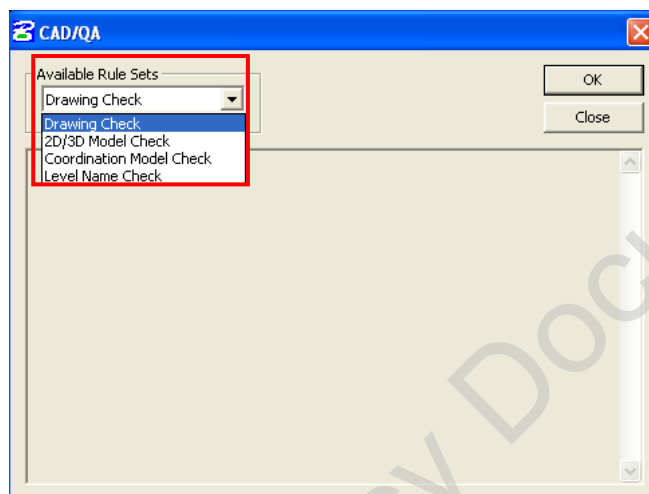 CAD/QA
Available Rule Sets
Drawing Check
Drawing Check
2D/3D Model Check
Coordination Model Check
Level Name Check
OK
Close